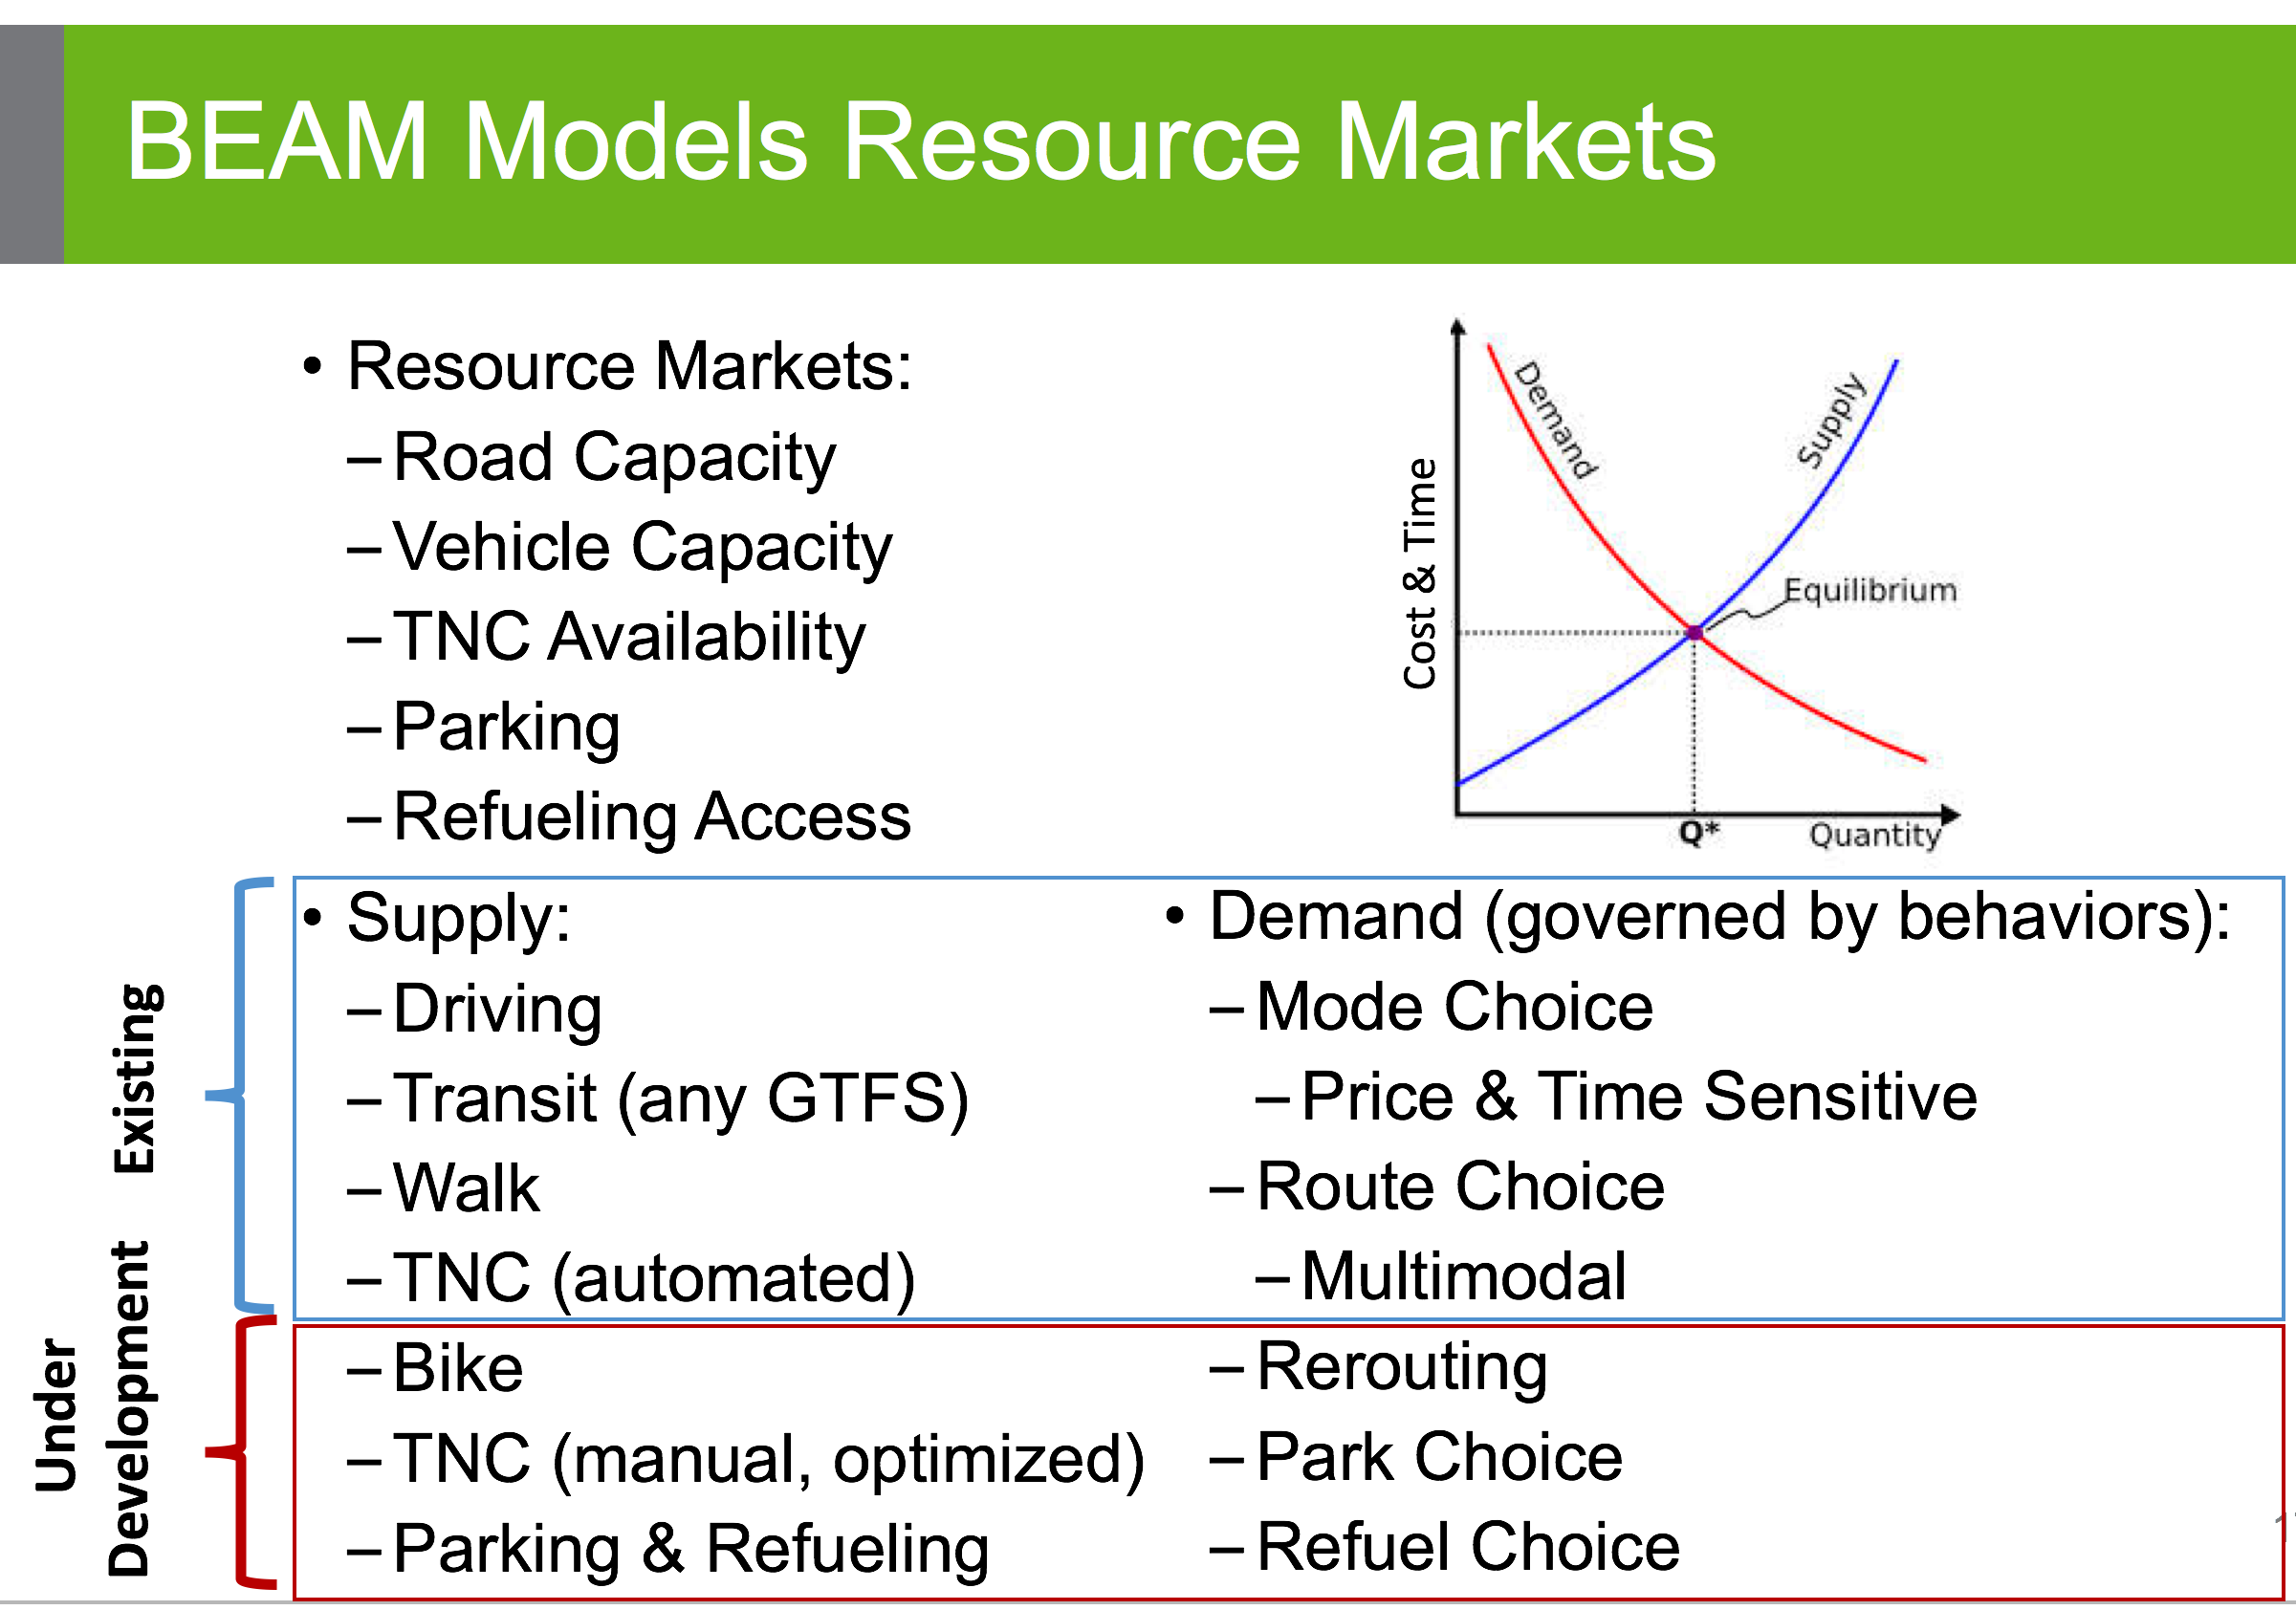 BEAM Models Resource Markets
• Resource Markets:
– Road Capacity
– Vehicle Capacity
– TNC Availability
– Parking
– Refueling Access
Cost & Time
Demand
Supply
Equilibrium
Q*
Quantity
Existing
• Supply:
– Driving
– Transit (any GTFS)
– Walk
– TNC (automated)
• Demand (governed by behaviors):
– Mode Choice
– Price & Time Sensitive
– Route Choice
– Multimodal
Under
Development
– Bike
– TNC (manual, optimized)
– Parking & Refueling
– Rerouting
– Park Choice
– Refuel Choice